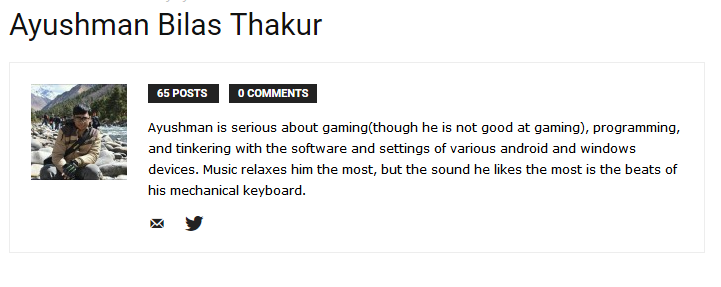 Ayushman Bilas Thakur
65 POSTS 0 COMMENTS
Ayushman is serious about gaming(though he is not good at gaming), programming,
and tinkering with the software and settings of various android and windows
devices. Music relaxes him the most, but the sound he likes the most is the beats of
his mechanical keyboard.